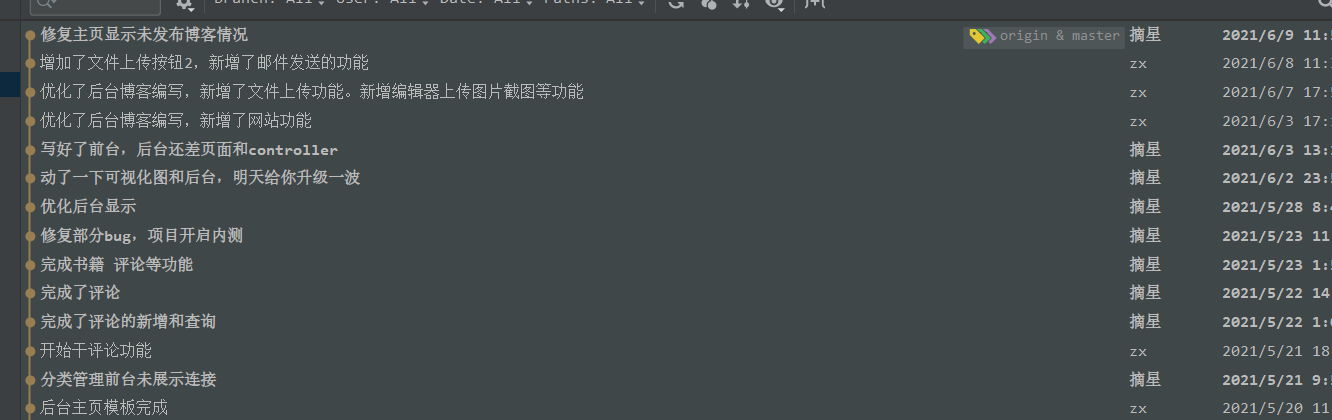 Branch: All User: All Date: All Paths: All
修复主页显示未发布博客情况 origin & master 摘星 2021/6/9 11:
增加了文件上传按钮2，新增了邮件发送的功能 zx 2021/6/8 11:
优化了后台博客编写，新增了文件上传功能。新增编辑器上传图片截图等功能 zx 2021/6/7 17:
优化了后台博客编写，新增了网站功能 zx 2021/6/3 17:
写好了前台，后台还差页面和controller 摘星 2021/6/3 13:
动了一下可视化图和后台，明天给你升级一波 摘星 2021/6/2 23:
优化后台显示 摘星 2021/5/28 8:
修复部分bug，项目开启内测 摘星 2021/5/23 11
完成书籍 评论等功能 摘星 2021/5/23 1:
完成了评论 摘星 2021/5/22 14
完成了评论的新增和查询 摘星 2021/5/22 1:
开始干评论功能 zx 2021/5/21 18
分类管理前台未展示连接 摘星 2021/5/21 9:
后台主页模板完成 zx 2021/5/20 11